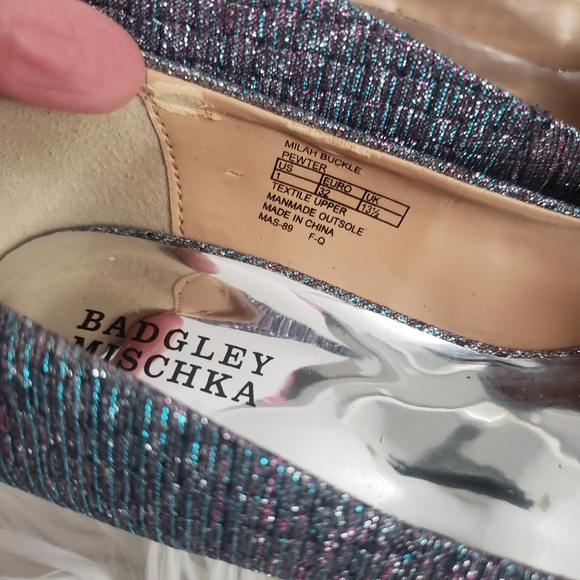 MILAH BUCKLE
PEWTER
US EURO UK
1 32 13½
TEXTILE UPPER
MANMADE OUTSOLE
MADE IN CHINA
MAS-89 F-Q
BADGLEY
MISCHKA